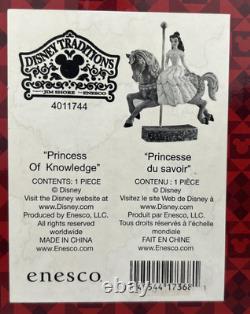 DISNEY TRADITIONS
JIM SHORE ENESCO
4011744
"Princess
Of Knowledge"
CONTENTS: 1 PIECE
© Disney
Visit the Disney website at
www.Disney.com
Produced by Enesco, LLC.
All rights reserved
worldwide
MADE IN CHINA
www.Enesco.com
"Princesse
du savoir"
CONTENU : 1 PIÈCE
© Disney
Visitez le site Web de Disney à
www.Disney.com
Produit par Enesco, LLC.
Tous droits réservés à l'échelle
mondiale
FAIT EN CHINE
www.Enesco.com
enesco